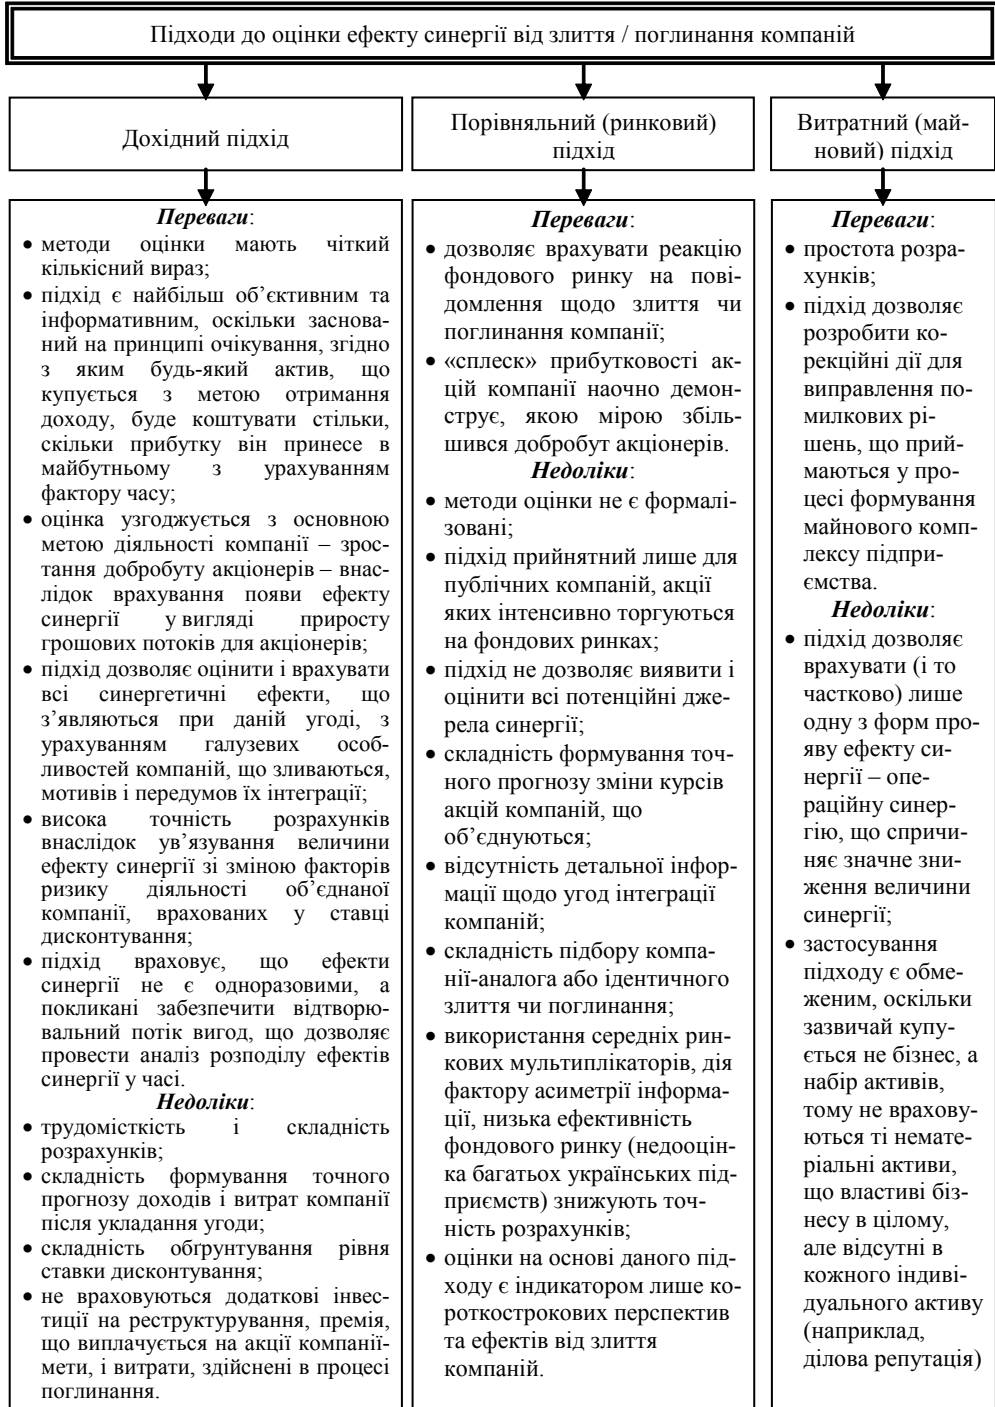 Підходи до оцінки ефекту синергії від злиття / поглинання компаній
Дохідний підхід
Переваги:
• методи оцінки мають чіткий
кількісний вираз;
• підхід є найбільш об’єктивним та
інформативним, оскільки заснова-
ний на принципі очікування, згідно
з яким будь-який актив, що
купується з метою отримання
доходу, буде коштувати стільки,
скільки прибутку він принесе в
майбутньому з урахуванням
фактору часу;
• оцінка узгоджується з основною
метою діяльності компанії – зрос-
тання добробуту акціонерів – внас-
лідок врахування появи ефекту
синергії у вигляді приросту
грошових потоків для акціонерів;
• підхід дозволяє оцінити і врахувати
всі синергетичні ефекти, що
з’являються при даній угоді, з
урахуванням галузевих особ-
ливостей компаній, що зливаються,
мотивів і передумов їх інтеграції;
• висока точність розрахунків
внаслідок ув’язування величини
ефекту синергії зі зміною факторів
ризику діяльності об’єднаної
компанії, врахованих у ставці
дисконтування;
• підхід враховує, що ефекти
синергії не є одноразовими, а
покликані забезпечити відтворю-
вальний потік вигод, що дозволяє
провести аналіз розподілу ефектів
синергії у часі.
Недоліки:
• трудомісткість і складність
розрахунків;
• складність формування точного
прогнозу доходів і витрат компанії
після укладання угоди;
• складність обґрунтування рівня
ставки дисконтування;
• не враховуються додаткові інвес-
тиції на реструктурування, премія,
що виплачується на акції компанії-
мети, і витрати, здійснені в процесі
поглинання.
Порівняльний (ринковий)
підхід
Переваги:
• дозволяє врахувати реакцію
фондового ринку на пові-
домлення щодо злиття чи
поглинання компанії;
• «сплеск» прибутковості ак-
цій компанії наочно демон-
струє, якою мірою збіль-
шився добробут акціонерів.
Недоліки:
• методи оцінки не є формалі-
зовані;
• підхід прийнятний лише для
публічних компаній, акції
яких інтенсивно торгуються
на фондових ринках;
• підхід не дозволяє виявити і
оцінити всі потенційні дже-
рела синергії;
• складність формування точ-
ного прогнозу зміни курсів
акцій компаній, що
об’єднуються;
• відсутність детальної інфор-
мації щодо угод інтеграції
компаній;
• складність підбору компа-
нії-аналога або ідентичного
злиття чи поглинання;
• використання середніх рин-
кових мультиплікаторів, дія
фактору асиметрії інформа-
ції, низька ефективність
фондового ринку (недооцін-
ка багатьох українських під-
приємств) знижують точ-
ність розрахунків;
• оцінки на основі даного під-
ходу є індикатором лише ко-
роткострокових перспектив
та ефектів від злиття
компаній.
Витратний (май-
новий) підхід
Переваги:
• простота розра-
хунків;
• підхід дозволяє
розробити ко-
рекційні дії для
виправлення по-
милкових рі-
шень, що прий-
маються у про-
цесі формування
майнового комп-
лексу підпри-
ємства.
Недоліки:
• підхід дозволяє
врахувати (і то
частково) лише
одну з форм про-
яву ефекту си-
нергії – опе-
раційну синер-
гію, що спричи-
няє значне зни-
ження величини
синергії;
• застосування
підходу є обме-
женим, оскільки
зазвичай купу-
ється не бізнес, а
набір активів,
тому не врахову-
ються ті немате-
ріальні активи,
що властиві біз-
несу в цілому,
але відсутні в
кожного індиві-
дуального активу
(наприклад,
ділова репутація)